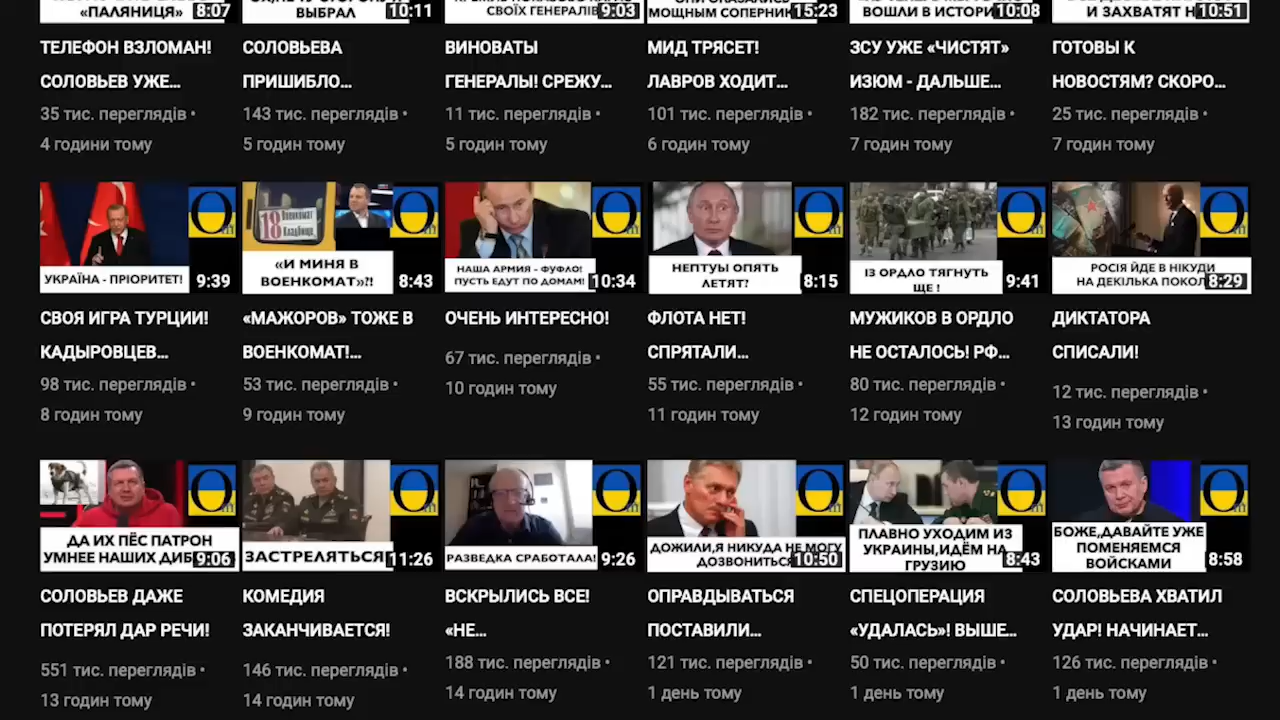 «ПАЛЯНИЦЯ» 8:07
ВЫБРАЛ 10:11
СВОИХ ГЕНЕРАЛІВ 9:03
МОЩНЫМ СОПЕРНИ 15:23
ВОШЛИ В ИСТОРИ 10:08
И ЗАХВАТЯТ Н 10:51
ТЕЛЕФОН ВЗЛОМАН!
СОЛОВЬЕВ УЖЕ...
35 тис. переглядів •
4 години тому
СОЛОВЬЕВА
ПРИШИБЛО...
143 тис. переглядів •
5 годин тому
ВИНОВАТЫ
ГЕНЕРАЛЫ! СРЕЖУ...
11 тис. переглядів •
5 годин тому
МИД ТРЯСЕТ!
ЛАВРОВ ХОДИТ...
101 тис. переглядів •
6 годин тому
ЗСУ УЖЕ «ЧИСТЯТ»
ИЗЮМ - ДАЛЬШЕ...
182 тис. переглядів •
7 годин тому
ГОТОВЫ К
НОВОСТЯМ? СКОРО...
25 тис. переглядів •
7 годин тому
УКРАЇНА - ПРІОРИТЕТ! 9:39
18 Военкомат
Кладбища
«И МИНЯ В
ВОЕНКОМАТ»?! 8:43
НАША АРМИЯ - ФУФЛО!
ПУСТЬ ЕДУТ ПО ДОМАМ! 10:34
НЕПТУЫ ОПЯТЬ
ЛЕТЯТ? 8:15
ІЗ ОРДЛО ТЯГНУТЬ
ЩЕ ! 9:41
РОСІЯ ЙДЕ В НІКУДИ
НА ДЕКІЛЬКА ПОКОЛ 8:29
СВОЯ ИГРА ТУРЦИИ!
КАДЫРОВЦЕВ...
98 тис. переглядів •
8 годин тому
«МАЖОРОВ» ТОЖЕ В
ВОЕНКОМАТ!...
53 тис. переглядів •
9 годин тому
ОЧЕНЬ ИНТЕРЕСНО!
67 тис. переглядів •
10 годин тому
ФЛОТА НЕТ!
СПРЯТАЛИ...
55 тис. переглядів •
11 годин тому
МУЖИКОВ В ОРДЛО
НЕ ОСТАЛОСЬ! РФ...
80 тис. переглядів •
12 годин тому
ДИКТАТОРА
СПИСАЛИ!
12 тис. переглядів •
13 годин тому
ДА ИХ ПЁС ПАТРОН
УМНЕЕ НАШИХ ДИБ 9:06
ЗАСТРЕЛЯТЬСЯ 11:26
РАЗВЕДКА СРАБОТАЛА! 9:26
ДОЖИЛИ,Я НИКУДА НЕ МОГУ
ДОЗВОНИТЬСЯ 10:50
ПЛАВНО УХОДИМ ИЗ
УКРАИНЫ,ИДЁМ НА
ГРУЗИЮ 8:43
БОЖЕ,ДАВАЙТЕ УЖЕ
ПОМЕНЯЕМСЯ
ВОЙСКАМИ 8:58
СОЛОВЬЕВ ДАЖЕ
ПОТЕРЯЛ ДАР РЕЧИ!
551 тис. переглядів •
13 годин тому
КОМЕДИЯ
ЗАКАНЧИВАЕТСЯ!
146 тис. переглядів •
14 годин тому
ВСКРЫЛИСЬ ВСЕ!
«НЕ...
188 тис. переглядів •
14 годин тому
ОПРАВДЫВАТЬСЯ
ПОСТАВИЛИ...
121 тис. переглядів •
1 день тому
СПЕЦОПЕРАЦИЯ
«УДАЛАСЬ»! ВЫШЕ...
50 тис. переглядів •
1 день тому
СОЛОВЬЕВА ХВАТИЛ
УДАР! НАЧИНАЕТ...
126 тис. переглядів •
1 день тому